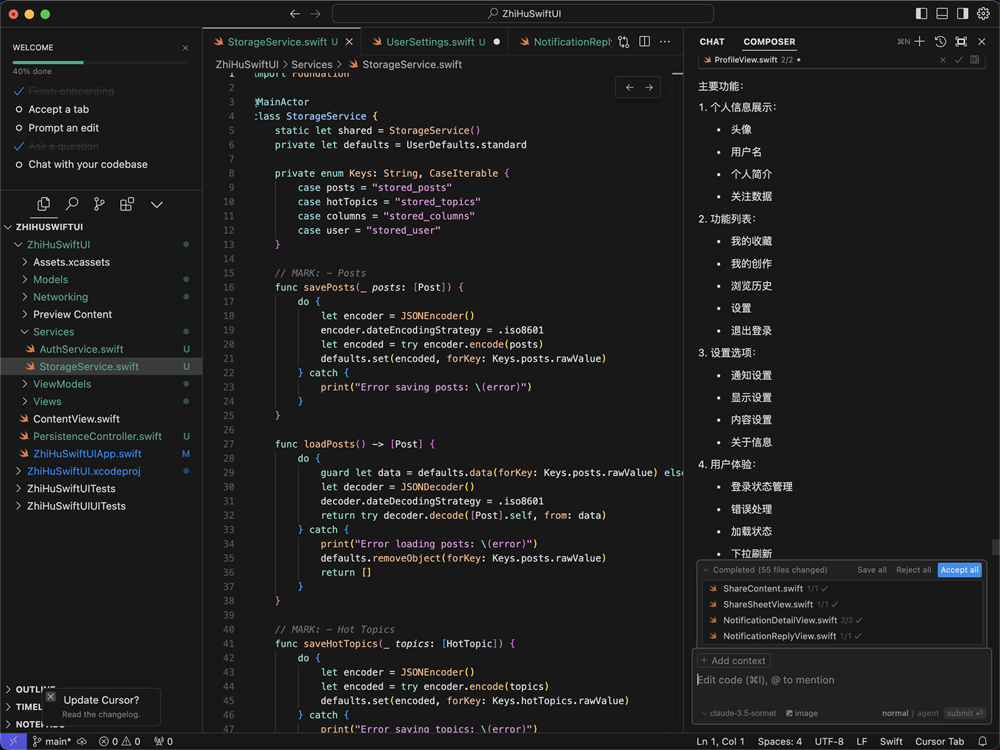 ZhiHuSwiftUI
WELCOME
40% done
Finish onboarding
Accept a tab
Prompt an edit
Ask a question
Chat with your codebase
ZHIHUSWIFTUI
ZhiHuSwiftUI
Assets.xcassets
Models
Networking
Preview Content
Services
AuthService.swift U
StorageService.swift U
ViewModels
Views
ContentView.swift
PersistenceController.swift U
ZhiHuSwiftUIApp.swift M
ZhiHuSwiftUI.xcodeproj
ZhiHuSwiftUITests
ZhiHuSwiftUIUITests
OUTLIN
TIMEL
NOTEPADS
Update Cursor?
Read the changelog.
StorageService.swift U
UserSettings.swift U
NotificationReply
ZhiHuSwiftUI > Services > StorageService.swift
1 import Foundation
2
3 MainActor
4 class StorageService {
5 static let shared = StorageService()
6 private let defaults = UserDefaults.standard
7
8 private enum Keys: String, CaseIterable {
9 case posts = "stored_posts"
10 case hotTopics = "stored_topics"
11 case columns = "stored_columns"
12 case user = "stored_user"
13 }
14
15 // MARK: - Posts
16 func savePosts(_ posts: [Post]) {
17 do {
18 let encoder = JSONEncoder()
19 encoder.dateEncodingStrategy = .iso8601
20 let encoded = try encoder.encode(posts)
21 defaults.set(encoded, forKey: Keys.posts.rawValue)
22 } catch {
23 print("Error saving posts: \(error)")
24 }
25 }
26
27 func loadPosts() -> [Post] {
28 do {
29 guard let data = defaults.data(forKey: Keys.posts.rawValue) else
30 let decoder = JSONDecoder()
31 decoder.dateDecodingStrategy = .iso8601
32 return try decoder.decode([Post].self, from: data)
33 } catch {
34 print("Error loading posts: \(error)")
35 defaults.removeObject(forKey: Keys.posts.rawValue)
36 return []
37 }
38 }
39
40 // MARK: - Hot Topics
41 func saveHotTopics(_ topics: [HotTopic]) {
42 do {
43 let encoder = JSONEncoder()
44 let encoded = try encoder.encode(topics)
45 defaults.set(encoded, forKey: Keys.hotTopics.rawValue)
46 } catch {
47 print("Error saving topics: \(error)")
CHAT COMPOSER ⌘N
ProfileView.swift 2/2
主要功能:
1. 个人信息展示:
• 头像
• 用户名
• 个人简介
• 关注数据
2. 功能列表:
• 我的收藏
• 我的创作
• 浏览历史
• 设置
• 退出登录
3. 设置选项:
• 通知设置
• 显示设置
• 内容设置
• 关于信息
4. 用户体验:
• 登录状态管理
• 错误处理
• 加载状态
• 下拉刷新
Completed (55 files changed) Save all Reject all Accept all
ShareContent.swift 1/1
ShareSheetView.swift 1/1
NotificationDetailView.swift 2/2
NotificationReplyView.swift 1/1
+ Add context
Edit code (⌘I), @ to mention
claude-3.5-sonnet image normal / agent submit
main* 0 0 0 Ln 1, Col 1 Spaces: 4 UTF-8 LF Swift Cursor Tab